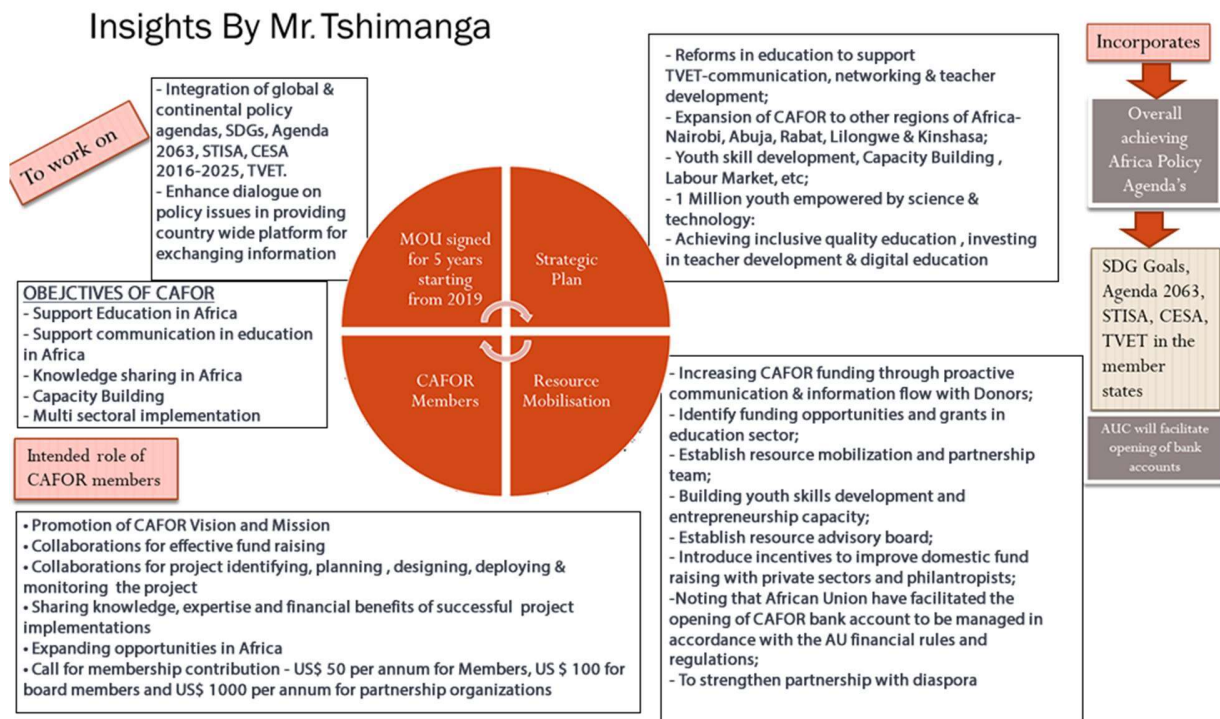 Insights By Mr. Tshimanga
To work on
- Integration of global &
continental policy
agendas, SDGs, Agenda
2063, STISA, CESA
2016-2025, TVET.
- Enhance dialogue on
policy issues in providing
country wide platform for
exchanging information
OBEJCTIVES OF CAFOR
- Support Education in Africa
- Support communication in education
in Africa
- Knowledge sharing in Africa
- Capacity Building
- Multi sectoral implementation
Intended role of
CAFOR members
• Promotion of CAFOR Vision and Mission
• Collaborations for effective fund raising
• Collaborations for project identifying, planning , designing, deploying &
monitoring the project
• Sharing knowledge, expertise and financial benefits of successful project
implementations
• Expanding opportunities in Africa
• Call for membership contribution - US$ 50 per annum for Members, US $ 100 for
board members and US$ 1000 per annum for partnership organizations
MOU signed
for 5 years
starting
from 2019
Strategic
Plan
CAFOR
Members
Resource
Mobilisation
- Reforms in education to support
TVET-communication, networking & teacher
development;
- Expansion of CAFOR to other regions of Africa-
Nairobi, Abuja, Rabat, Lilongwe & Kinshasa;
- Youth skill development, Capacity Building ,
Labour Market, etc;
- 1 Million youth empowered by science &
technology:
- Achieving inclusive quality education , investing
in teacher development & digital education
- Increasing CAFOR funding through proactive
communication & information flow with Donors;
- Identify funding opportunities and grants in
education sector;
- Establish resource mobilization and partnership
team;
- Building youth skills development and
entrepreneurship capacity;
- Establish resource advisory board;
- Introduce incentives to improve domestic fund
raising with private sectors and philantropists;
-Noting that African Union have facilitated the
opening of CAFOR bank account to be managed in
accordance with the AU financial rules and
regulations;
- To strengthen partnership with diaspora
Incorporates
Overall
achieving
Africa Policy
Agenda's
SDG Goals,
Agenda 2063,
STISA, CESA,
TVET in the
member
states
AUC will facilitate
opening of bank
accounts